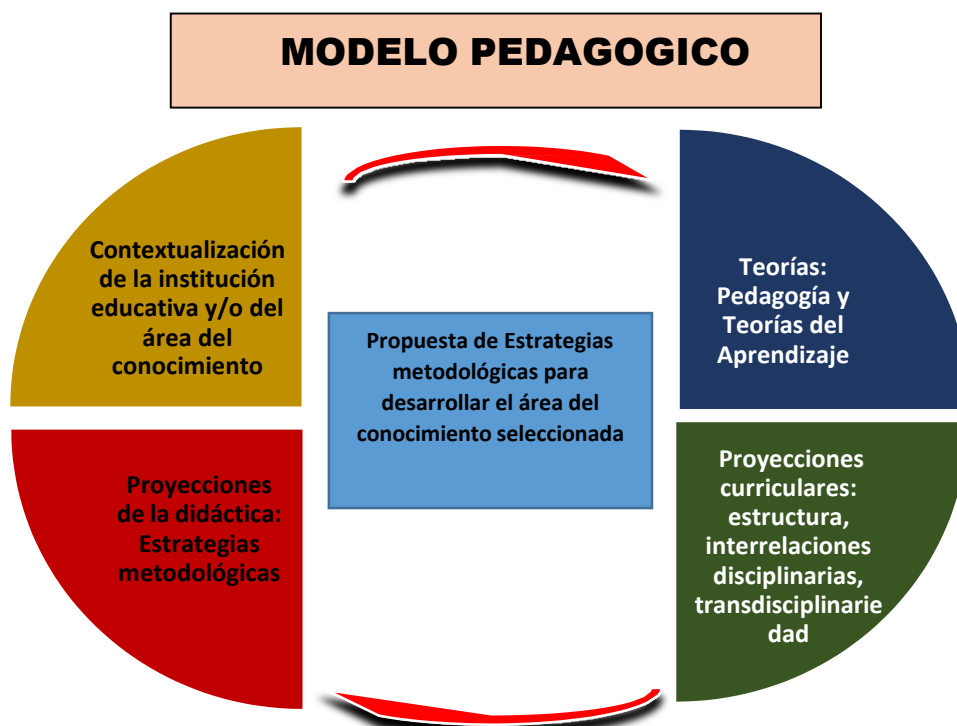 MODELO PEDAGOGICO
Contextualización
de la institución
educativa y/o del
área del
conocimiento
Teorías:
Pedagogía y
Teorías del
Aprendizaje
Propuesta de Estrategias
metodológicas para
desarrollar el área del
conocimiento seleccionada
Proyecciones
de la didáctica:
Estrategias
metodológicas
Proyecciones
curriculares:
estructura,
interrelaciones
disciplinarias,
transdisciplinarie
dad